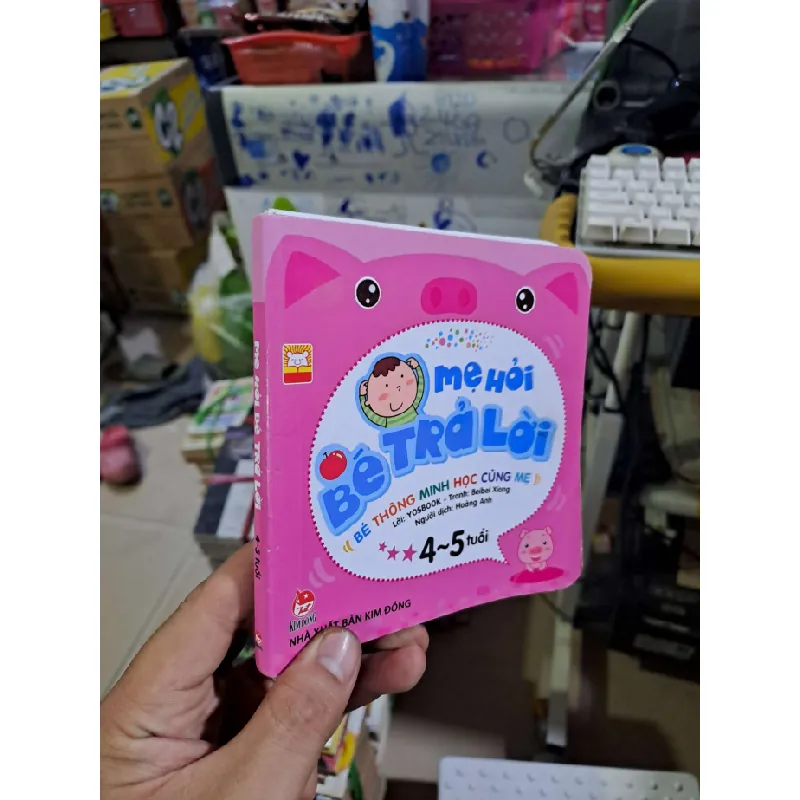 MẸ HỎI
BÉ TRẢ LỜI
BÉ THÔNG MINH HỌC CÙNG MẸ
Lời: YOSBOOK - Tranh: Beibei Xiong
Người dịch: Hoàng Anh
4~5 tuổi
KIM ĐỒNG
NHÀ XUẤT BẢN KIM ĐỒNG
MẸ HỎI BÉ TRẢ LỜI
4-5 tuổi